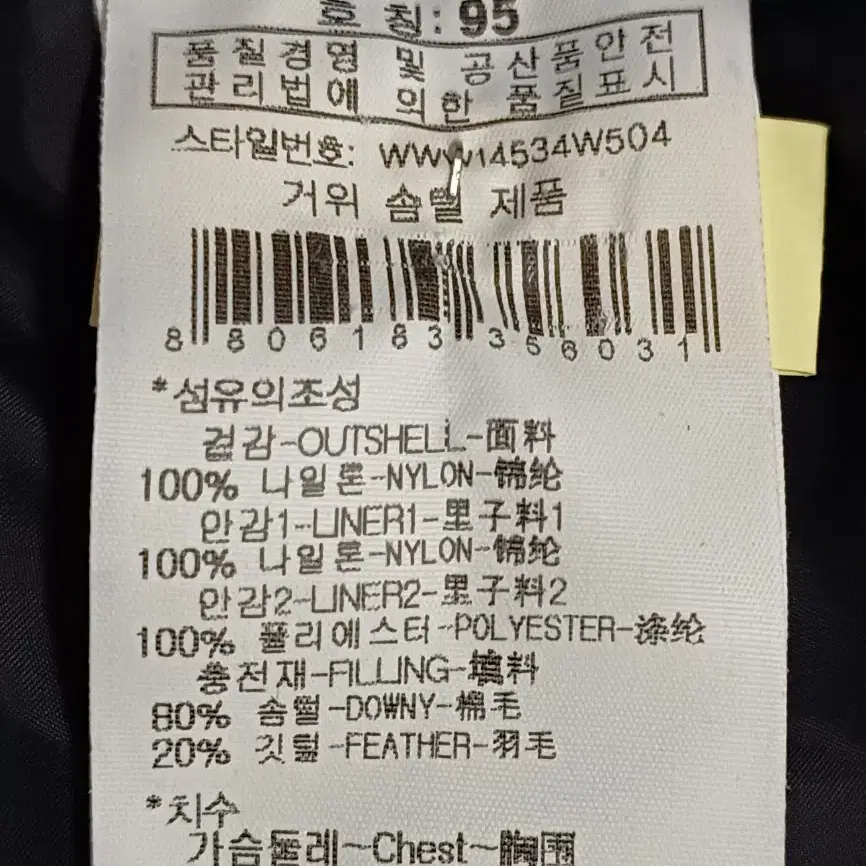 호 칭: 95
품질경영 및 공산품안전
관리법에 의한 품질표시
스타일번호: WWW14534W504
거위 솜털 제품
8 806183 356031
*섬유의조성
겉감-OUTSHELL-面料
100% 나일론-NYLON-锦纶
안감1-LINER1-里子料1
100% 나일론-NYLON-锦纶
안감2-LINER2-里子料2
100% 폴리에스터-POLYESTER-涤纶
충전재-FILLING-填料
80% 솜털-DOWNY-棉毛
20% 깃털-FEATHER-羽毛
*치수
가슴둘레~Chest~胸围